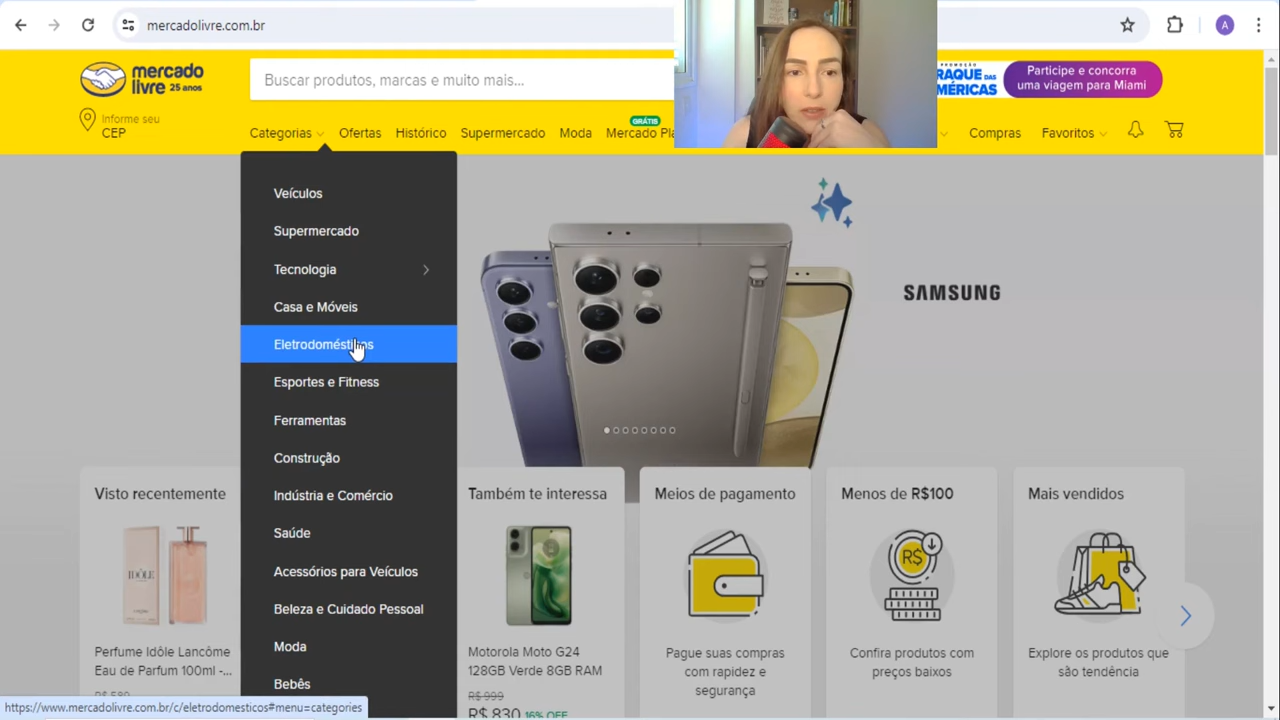 mercadolivre.com.br
A
mercado
livre 25 anos
Buscar produtos, marcas e muito mais...
RAQUE DAS
MÉRICAS
Participe e concorra
uma viagem para Miami
Informe seu
CEP
Categorias
Ofertas
Histórico
Supermercado
Moda
GRÁTIS
Mercado
Compras
Favoritos
Veículos
Supermercado
Tecnologia
Casa e Móveis
Eletrodomésticos
Esportes e Fitness
Ferramentas
Construção
Indústria e Comércio
Saúde
Acessórios para Veículos
Beleza e Cuidado Pessoal
Moda
Bebês
SAMSUNG
Visto recentemente
IDÔLE
Perfume Idôle Lancôme
Eau de Parfum 100ml -...
R$ 589
Também te interessa
Motorola Moto G24
128GB Verde 8GB RAM
R$ 999
R$ 830 16% OFF
Meios de pagamento
Pague suas compras
com rapidez e
segurança
Menos de R$100
R$
Confira produtos com
preços baixos
Mais vendidos
Explore os produtos que
são tendência
https://www.mercadolivre.com.br/c/eletrodomesticos#menu=categories